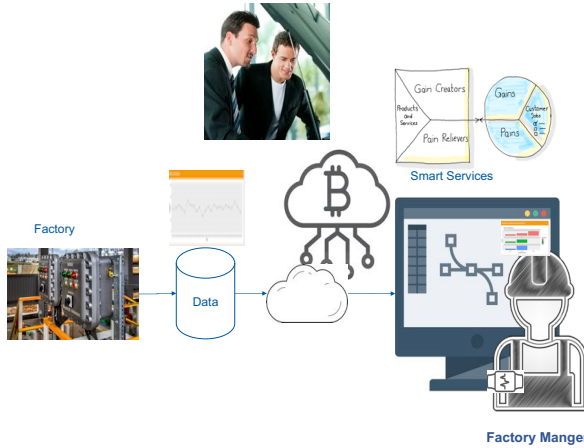 Gain Creators
Products
and
Services
Pain Relievers
Gains
Customer
Jobs
Pains
Smart Services
Factory
Data
Factory Mange